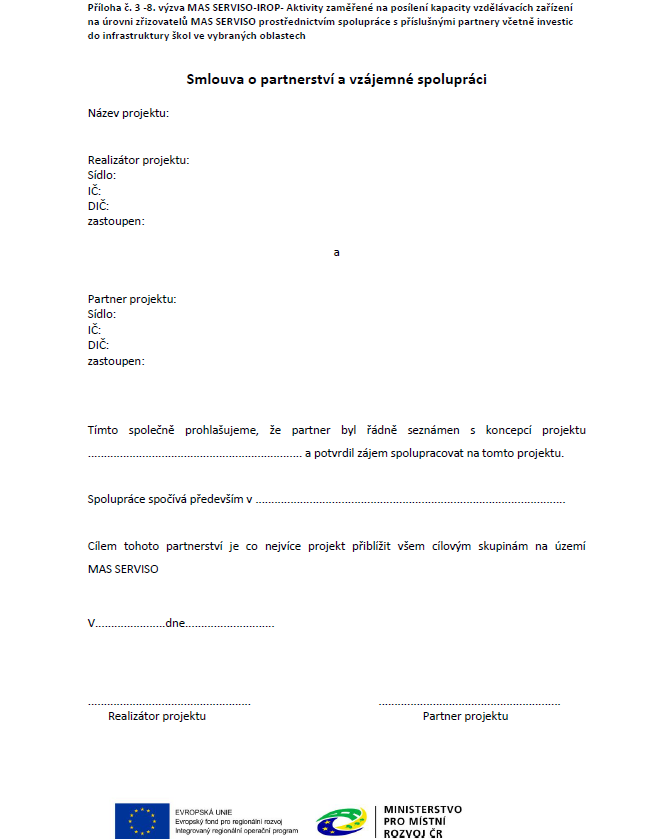 Příloha č. 3 -8. výzva MAS SERVISO-IROP- Aktivity zaměřené na posílení kapacity vzdělávacích zařízení
na úrovni zřizovatelů MAS SERVISO prostřednictvím spolupráce s příslušnými partnery včetně investic
do infrastruktury škol ve vybraných oblastech
Smlouva o partnerství a vzájemné spolupráci
Název projektu:
Realizátor projektu:
Sídlo:
IČ:
DIČ:
zastoupen:
a
Partner projektu:
Sídlo:
IČ:
DIČ:
zastoupen:
Tímto společně prohlašujeme, že partner byl řádně seznámen s koncepcí projektu
................................................................... a potvrdil zájem spolupracovat na tomto projektu.
Spolupráce spočívá především v .................................................................................................
Cílem tohoto partnerství je co nejvíce projekt přiblížit všem cílovým skupinám na území
MAS SERVISO
V......................dne............................
................................................... .........................................................
Realizátor projektu Partner projektu
EVROPSKÁ UNIE
Evropský fond pro regionální rozvoj
Integrovaný regionální operační program
MINISTERSTVO
PRO MÍSTNÍ
ROZVOJ ČR